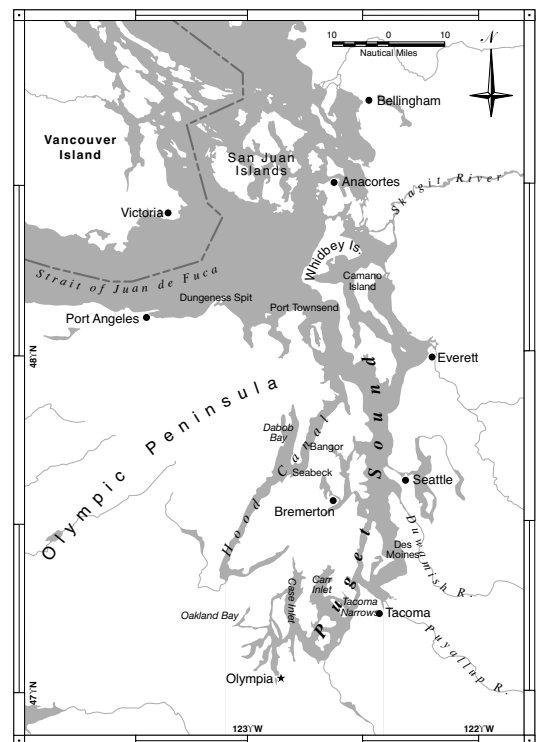 N
10 0 10
Nautical Miles
Bellingham
Vancouver
Island
San Juan
Islands
Anacortes
Skagit River
Victoria
Whidbey Is.
Strait of Juan de Fuca
Camano
Island
Dungeness Spit
Port Townsend
Port Angeles
48°N
Everett
Olympic Peninsula
Puget Sound
Dabob
Bay
Hood Canal
Bangor
Seabeck
Seattle
Bremerton
Duwamish R.
Des
Moines
Carr
Inlet
Case Inlet
Tacoma
Narrows
Oakland Bay
Tacoma
Puyallup R.
Olympia
47°N
123°W
122°W